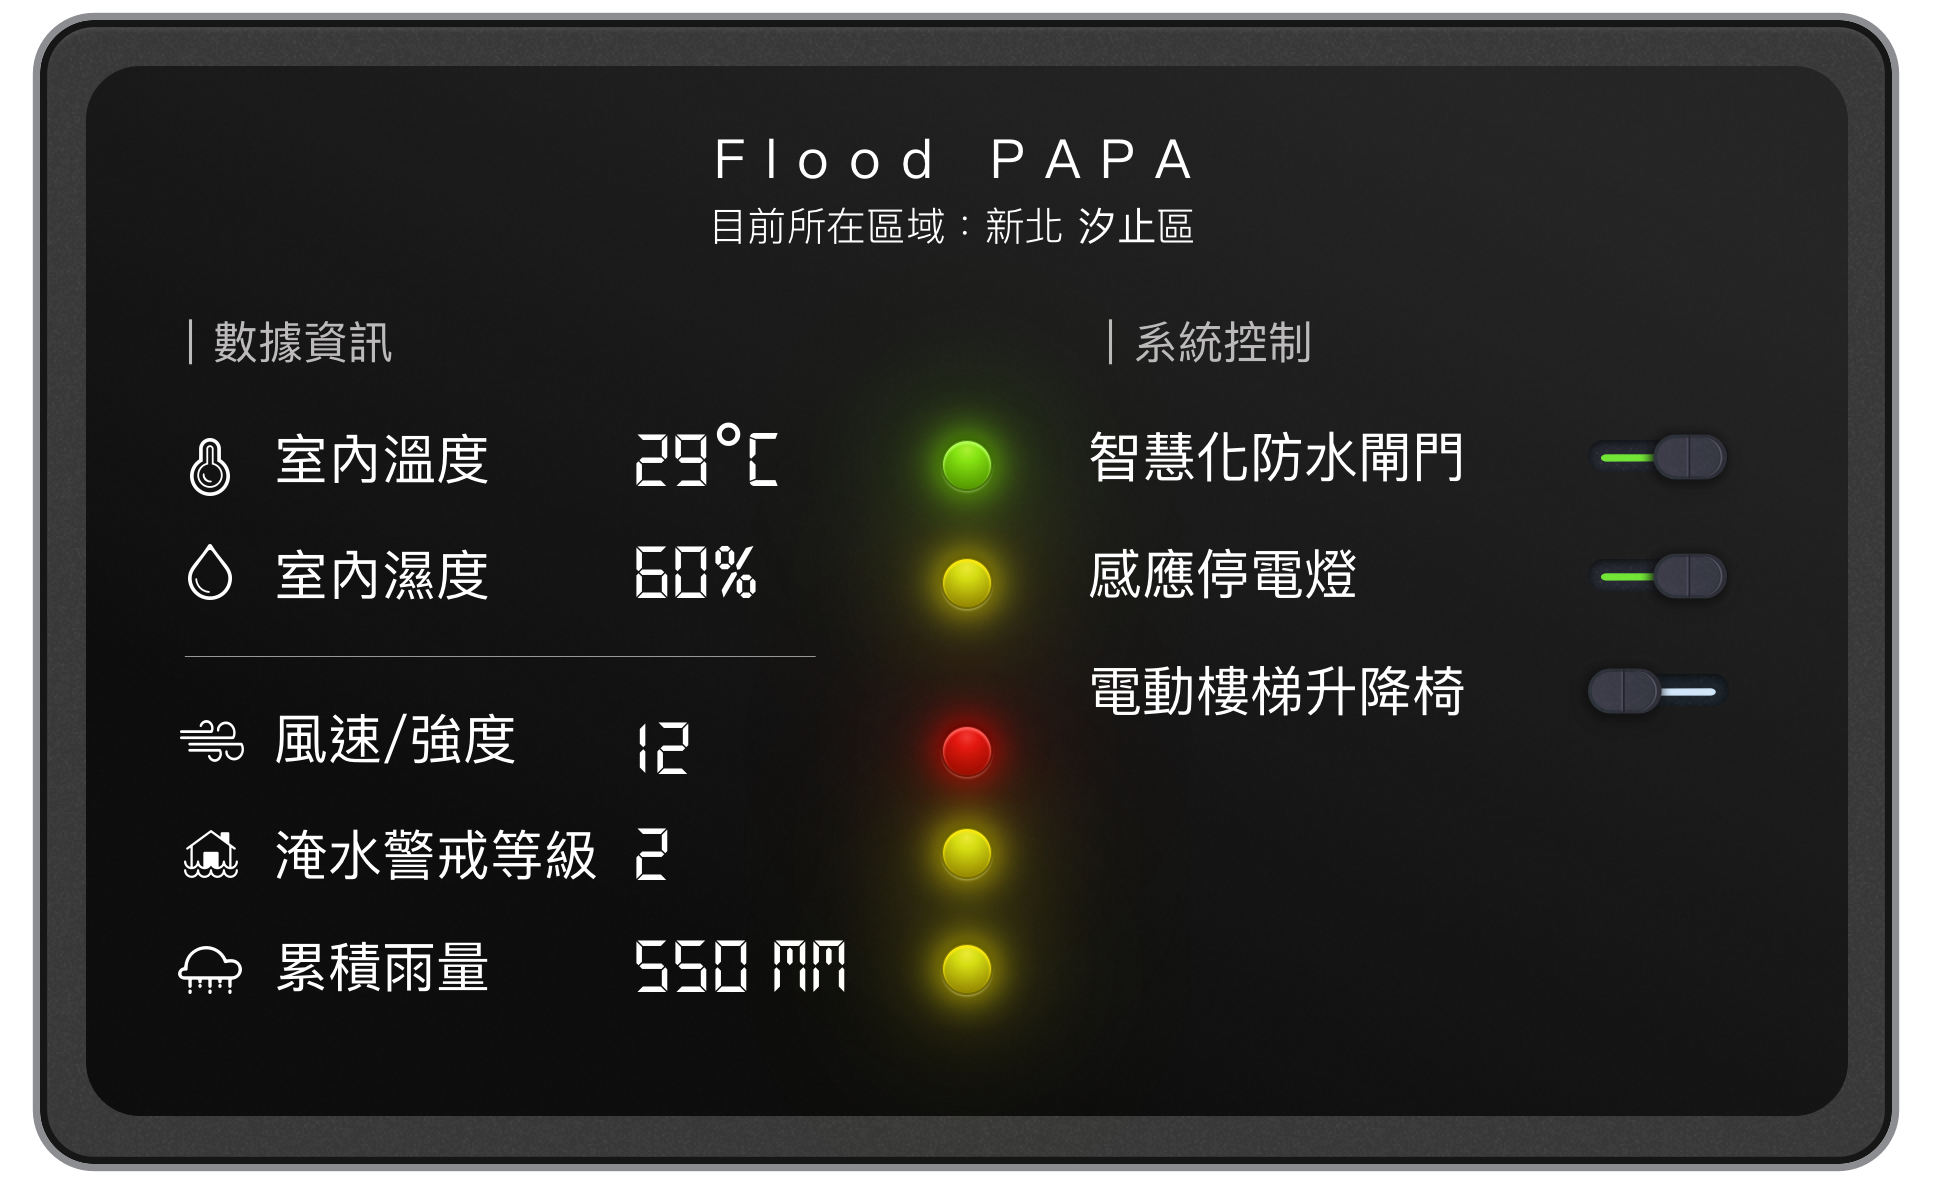 Flood PAPA
目前所在區域：新北 汐止區
數據資訊
室內溫度 29°C
室內濕度 60%
風速/強度 12
淹水警戒等級 2
累積雨量 550 MM
系統控制
智慧化防水閘門
感應停電燈
電動樓梯升降椅